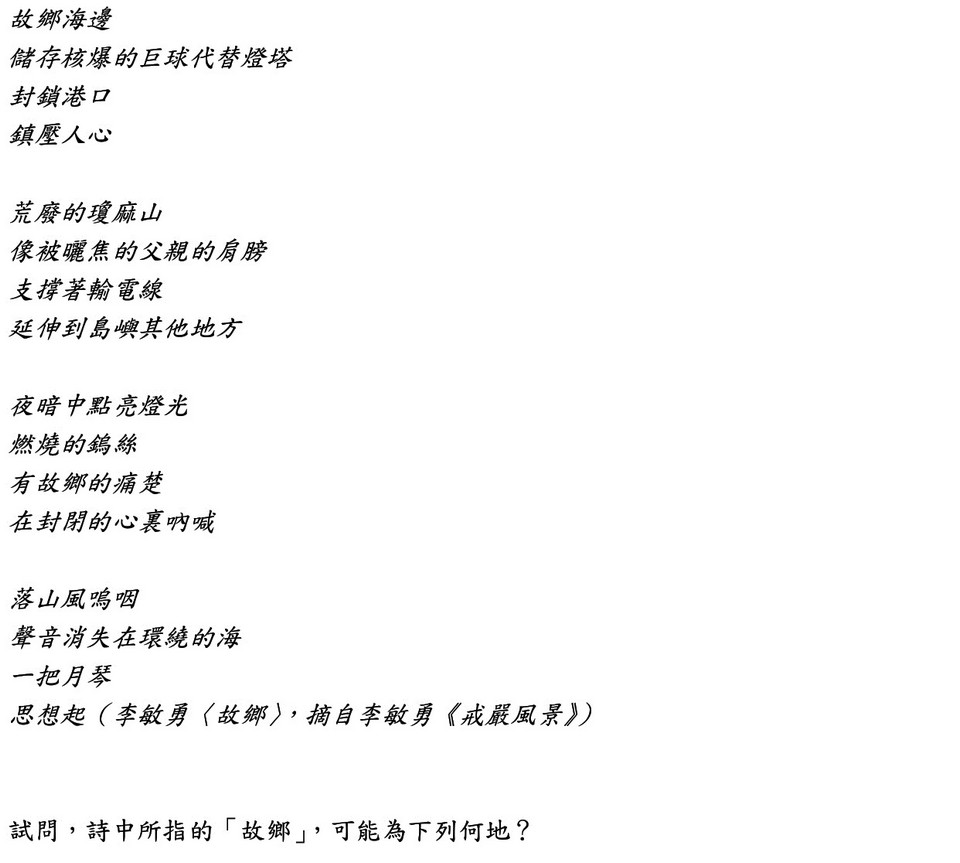 故鄉海邊
儲存核爆的巨球代替燈塔
封鎖港口
鎮壓人心
荒廢的瓊麻山
像被曬焦的父親的肩膀
支撐著輸電線
延伸到島嶼其他地方
夜暗中點亮燈光
燃燒的鎢絲
有故鄉的痛楚
在封閉的心裏吶喊
落山風嗚咽
聲音消失在環繞的海
一把月琴
思想起（李敏勇〈故鄉〉，摘自李敏勇《戒嚴風景》）
試問，詩中所指的「故鄉」，可能為下列何地？